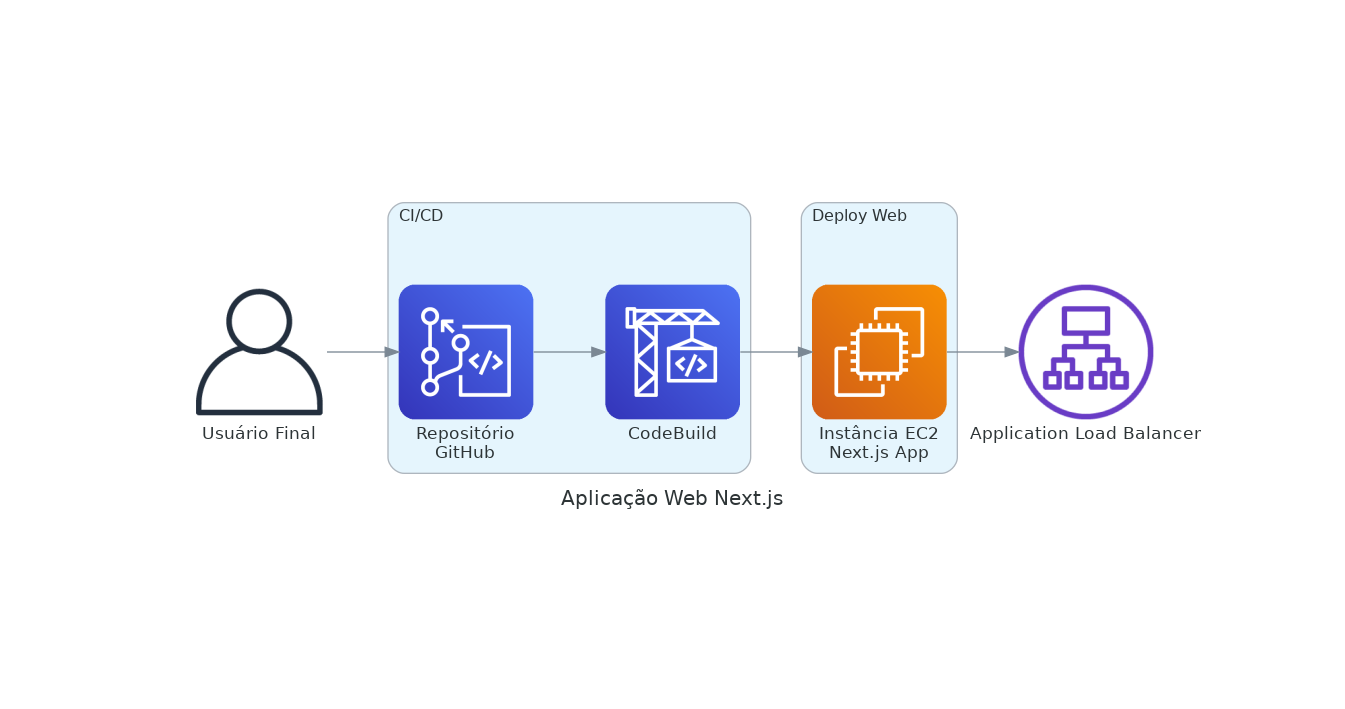 CI/CD
Deploy Web
Usuário Final
Repositório
GitHub
CodeBuild
Instância EC2
Next.js App
Application Load Balancer
Aplicação Web Next.js